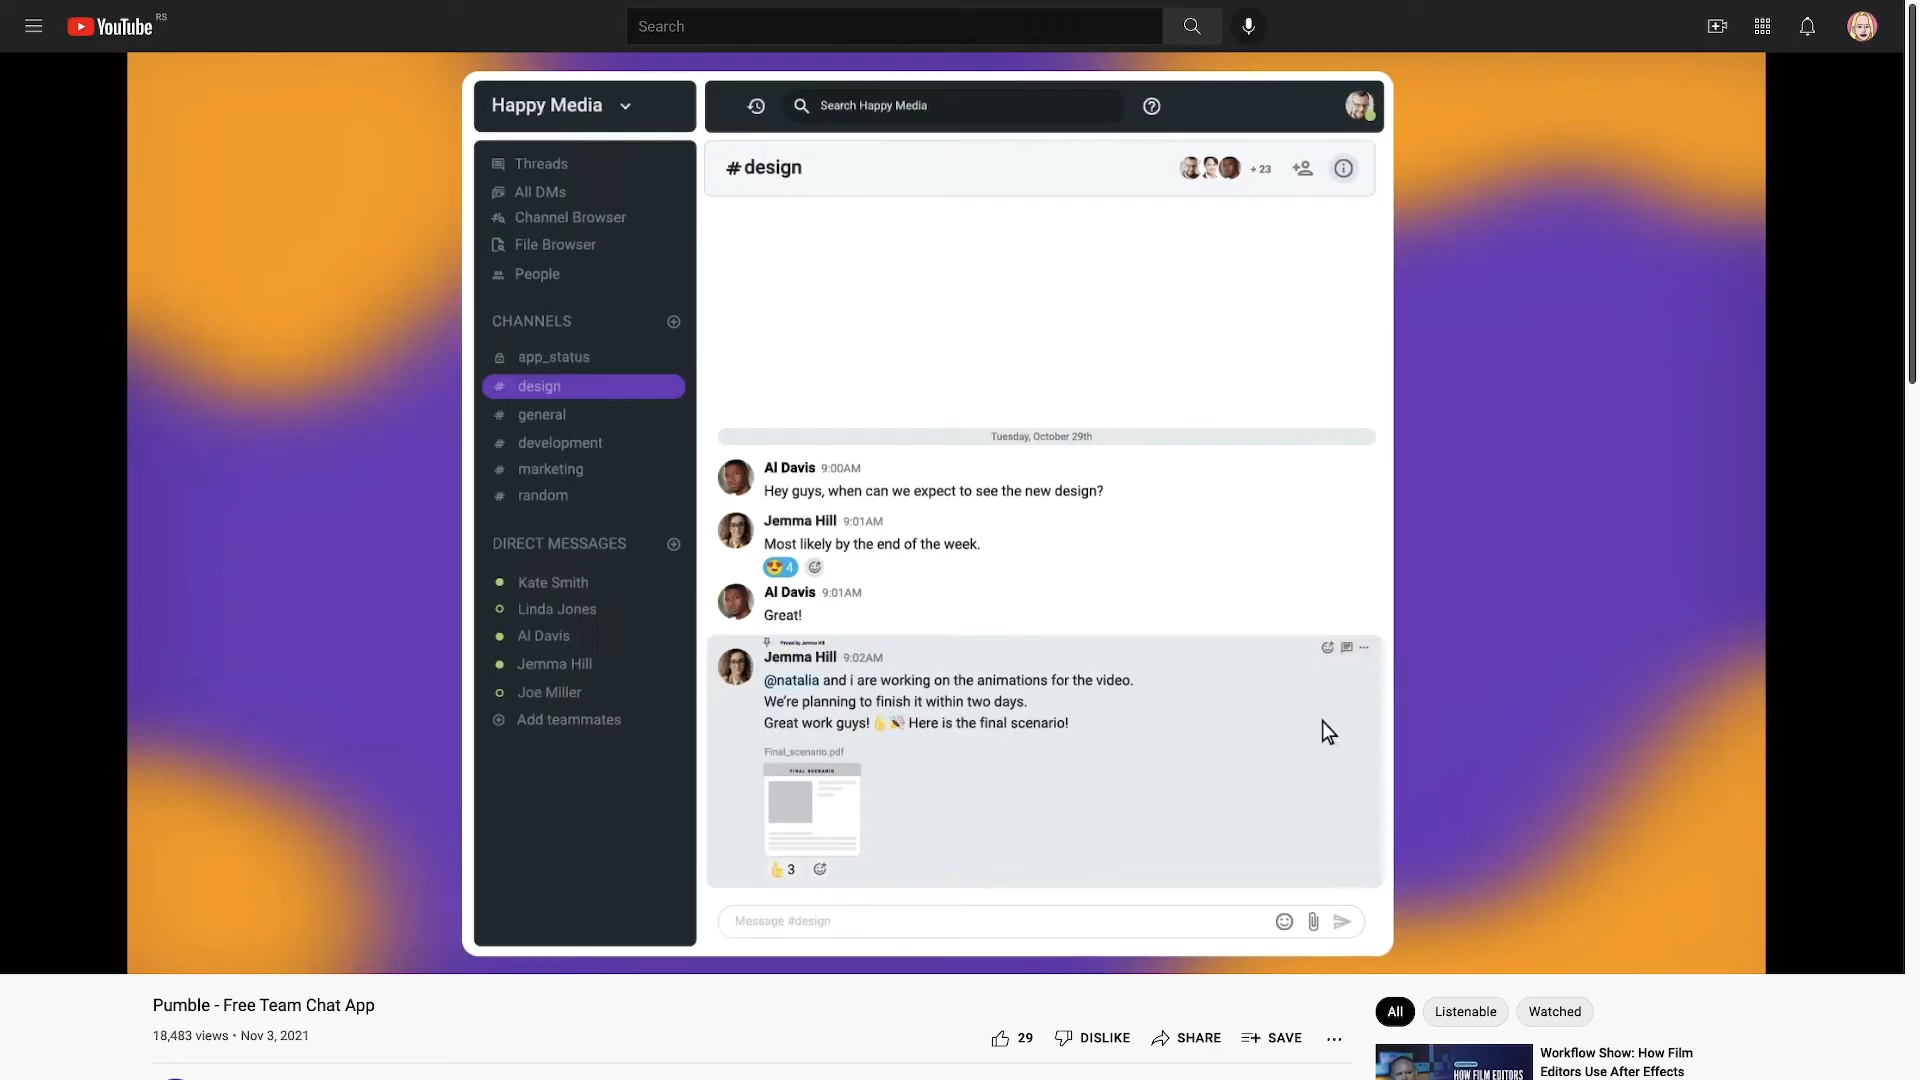 YouTube RS
Search
Happy Media
Search Happy Media
Threads
All DMs
Channel Browser
File Browser
People
CHANNELS
app_status
# design
# general
# development
# marketing
# random
DIRECT MESSAGES
Kate Smith
Linda Jones
Al Davis
Jemma Hill
Joe Miller
Add teammates
# design
+ 23
Tuesday, October 29th
Al Davis 9:00AM
Hey guys, when can we expect to see the new design?
Jemma Hill 9:01AM
Most likely by the end of the week.
4
Al Davis 9:01AM
Great!
Pinned by Jemma Hill
Jemma Hill 9:02AM
@natalia and i are working on the animations for the video.
We're planning to finish it within two days.
Great work guys! 👍🎉 Here is the final scenario!
Final_scenario.pdf
FINAL SCENARIO
3
Message #design
Pumble - Free Team Chat App
18,483 views • Nov 3, 2021
29
DISLIKE
SHARE
SAVE
All
Listenable
Watched
HOW FILM EDITORS
Workflow Show: How Film
Editors Use After Effects